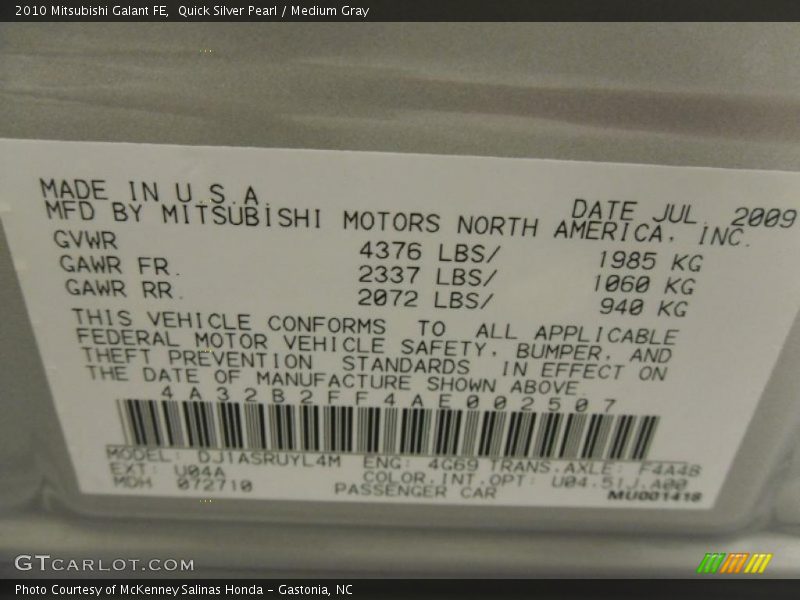 2010 Mitsubishi Galant FE,  Quick Silver Pearl / Medium Gray
MADE IN U.S.A. DATE JUL. 2009
MFD BY MITSUBISHI MOTORS NORTH AMERICA, INC.
GVWR 4376 LBS/ 1985 KG
GAWR FR. 2337 LBS/ 1060 KG
GAWR RR. 2072 LBS/ 940 KG
THIS VEHICLE CONFORMS TO ALL APPLICABLE
FEDERAL MOTOR VEHICLE SAFETY, BUMPER, AND
THEFT PREVENTION STANDARDS IN EFFECT ON
THE DATE OF MANUFACTURE SHOWN ABOVE
4A32B2FF4AE002507
MODEL: DJ1ASRUYL4M ENG: 4G69 TRANS.AXLE: F4A4B
EXT: U04A COLOR.INT.OPT: U04.51J.A00
MDH 072710 PASSENGER CAR MU001418
GTCARLOT.COM
Photo Courtesy of McKenney Salinas Honda - Gastonia, NC